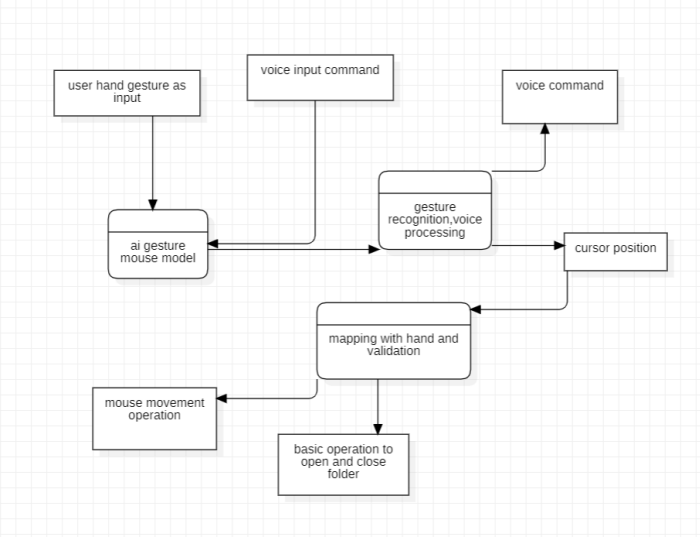 voice input command
user hand gesture as
input
voice command
gesture
recognition,voice
processing
ai gesture
mouse model
cursor position
mapping with hand and
validation
mouse movement
operation
basic operation to
open and close
folder